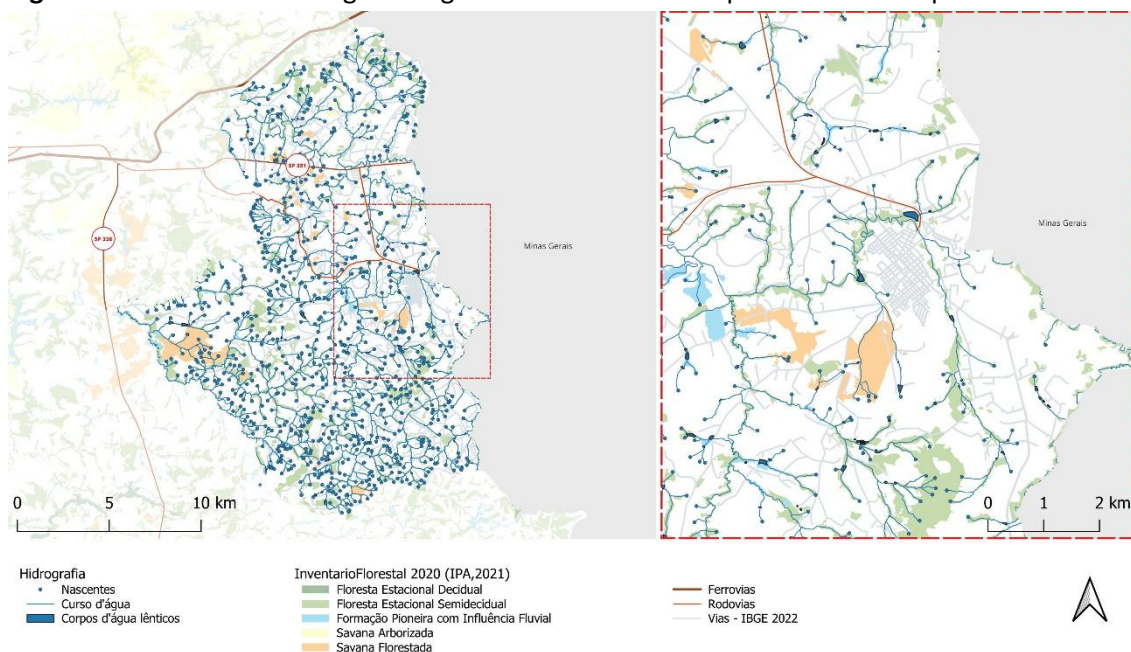 SP 351
SP 338
Minas Gerais
0 5 10 km
Minas Gerais
0 1 2 km
Hidrografia
Nascentes
Curso d'água
Corpos d'água lênticos
InventarioFlorestal 2020 (IPA,2021)
Floresta Estacional Decidual
Floresta Estacional Semidecidual
Formação Pioneira com Influência Fluvial
Savana Arborizada
Savana Florestada
Ferrovias
Rodovias
Vias - IBGE 2022